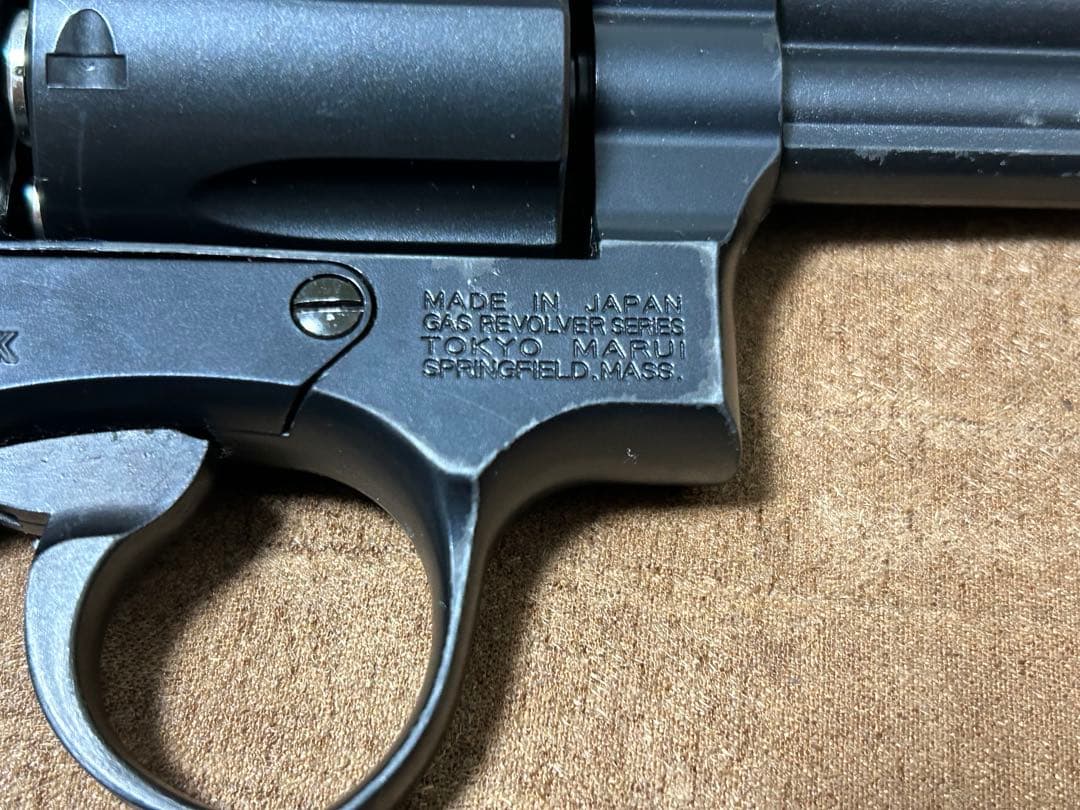 MADE IN JAPAN
GAS REVOLVER SERIES
TOKYO MARUI
SPRINGFIELD,MASS.